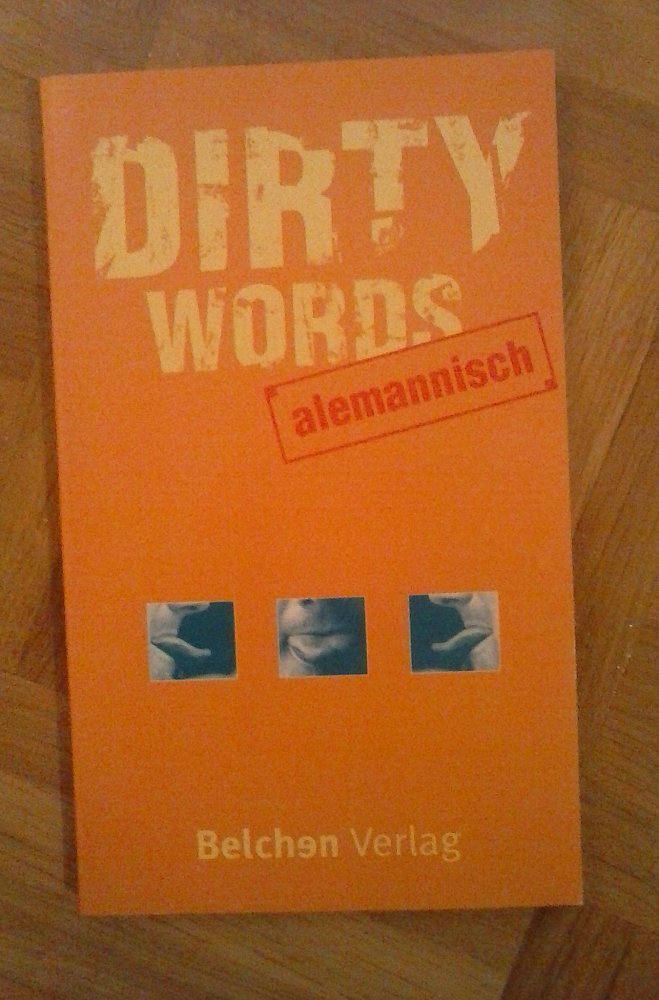 DIRTY
WORDS
alemannisch
Belchen Verlag